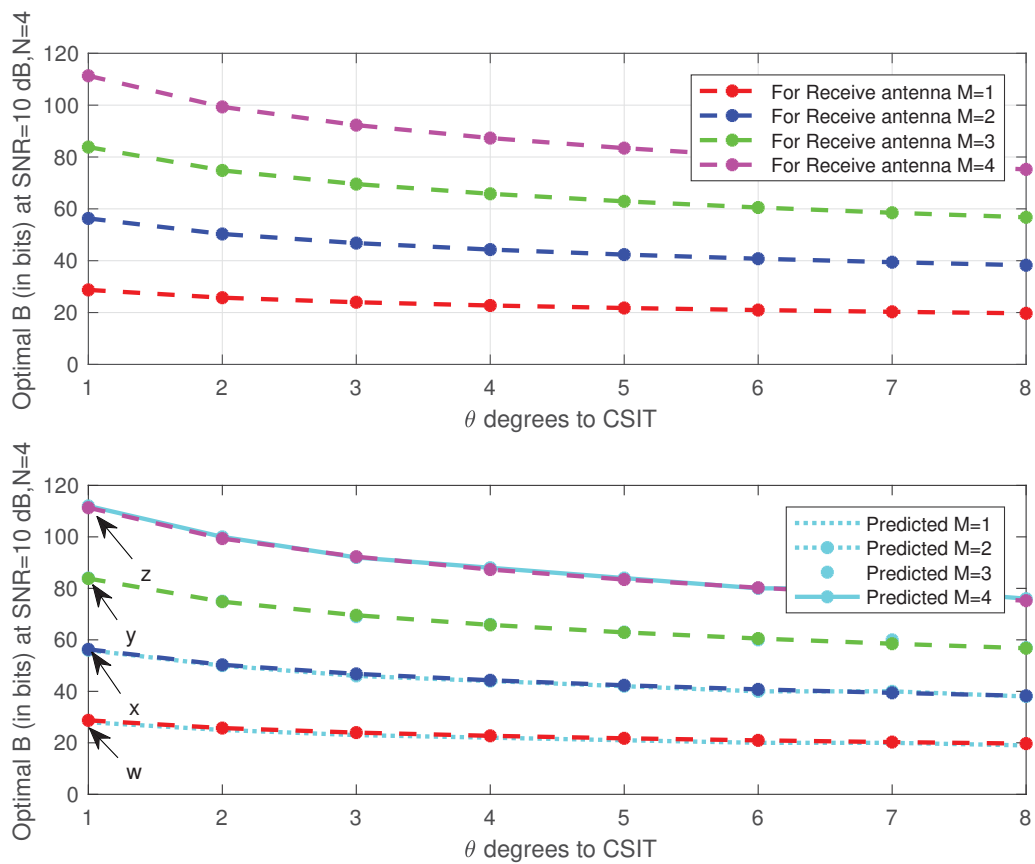 Optimal B (in bits) at SNR=10 dB,N=4
120
100
80
60
40
20
0
For Receive antenna M=1
For Receive antenna M=2
For Receive antenna M=3
For Receive antenna M=4
1 2 3 4 5 6 7 8
θ degrees to CSIT
Optimal B (in bits) at SNR=10 dB,N=4
120
100
80
60
40
20
0
Predicted M=1
Predicted M=2
Predicted M=3
Predicted M=4
z
y
x
w
1 2 3 4 5 6 7 8
θ degrees to CSIT